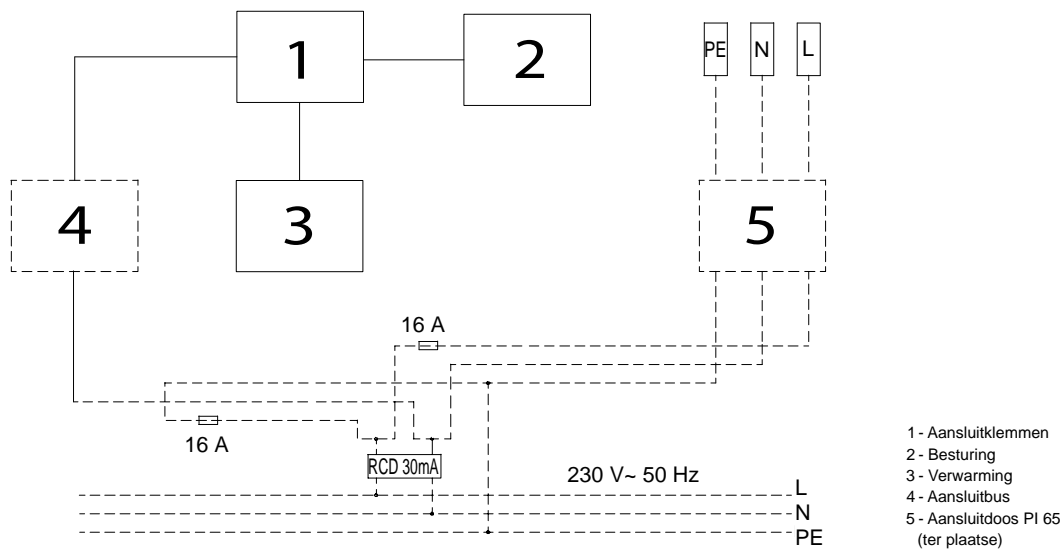 1
2
PE
N
L
4
3
5
16 A
16 A
RCD 30mA
230 V~ 50 Hz
L
N
PE
1 - Aansluitklemmen
2 - Besturing
3 - Verwarming
4 - Aansluitbus
5 - Aansluitdoos PI 65
(ter plaatse)